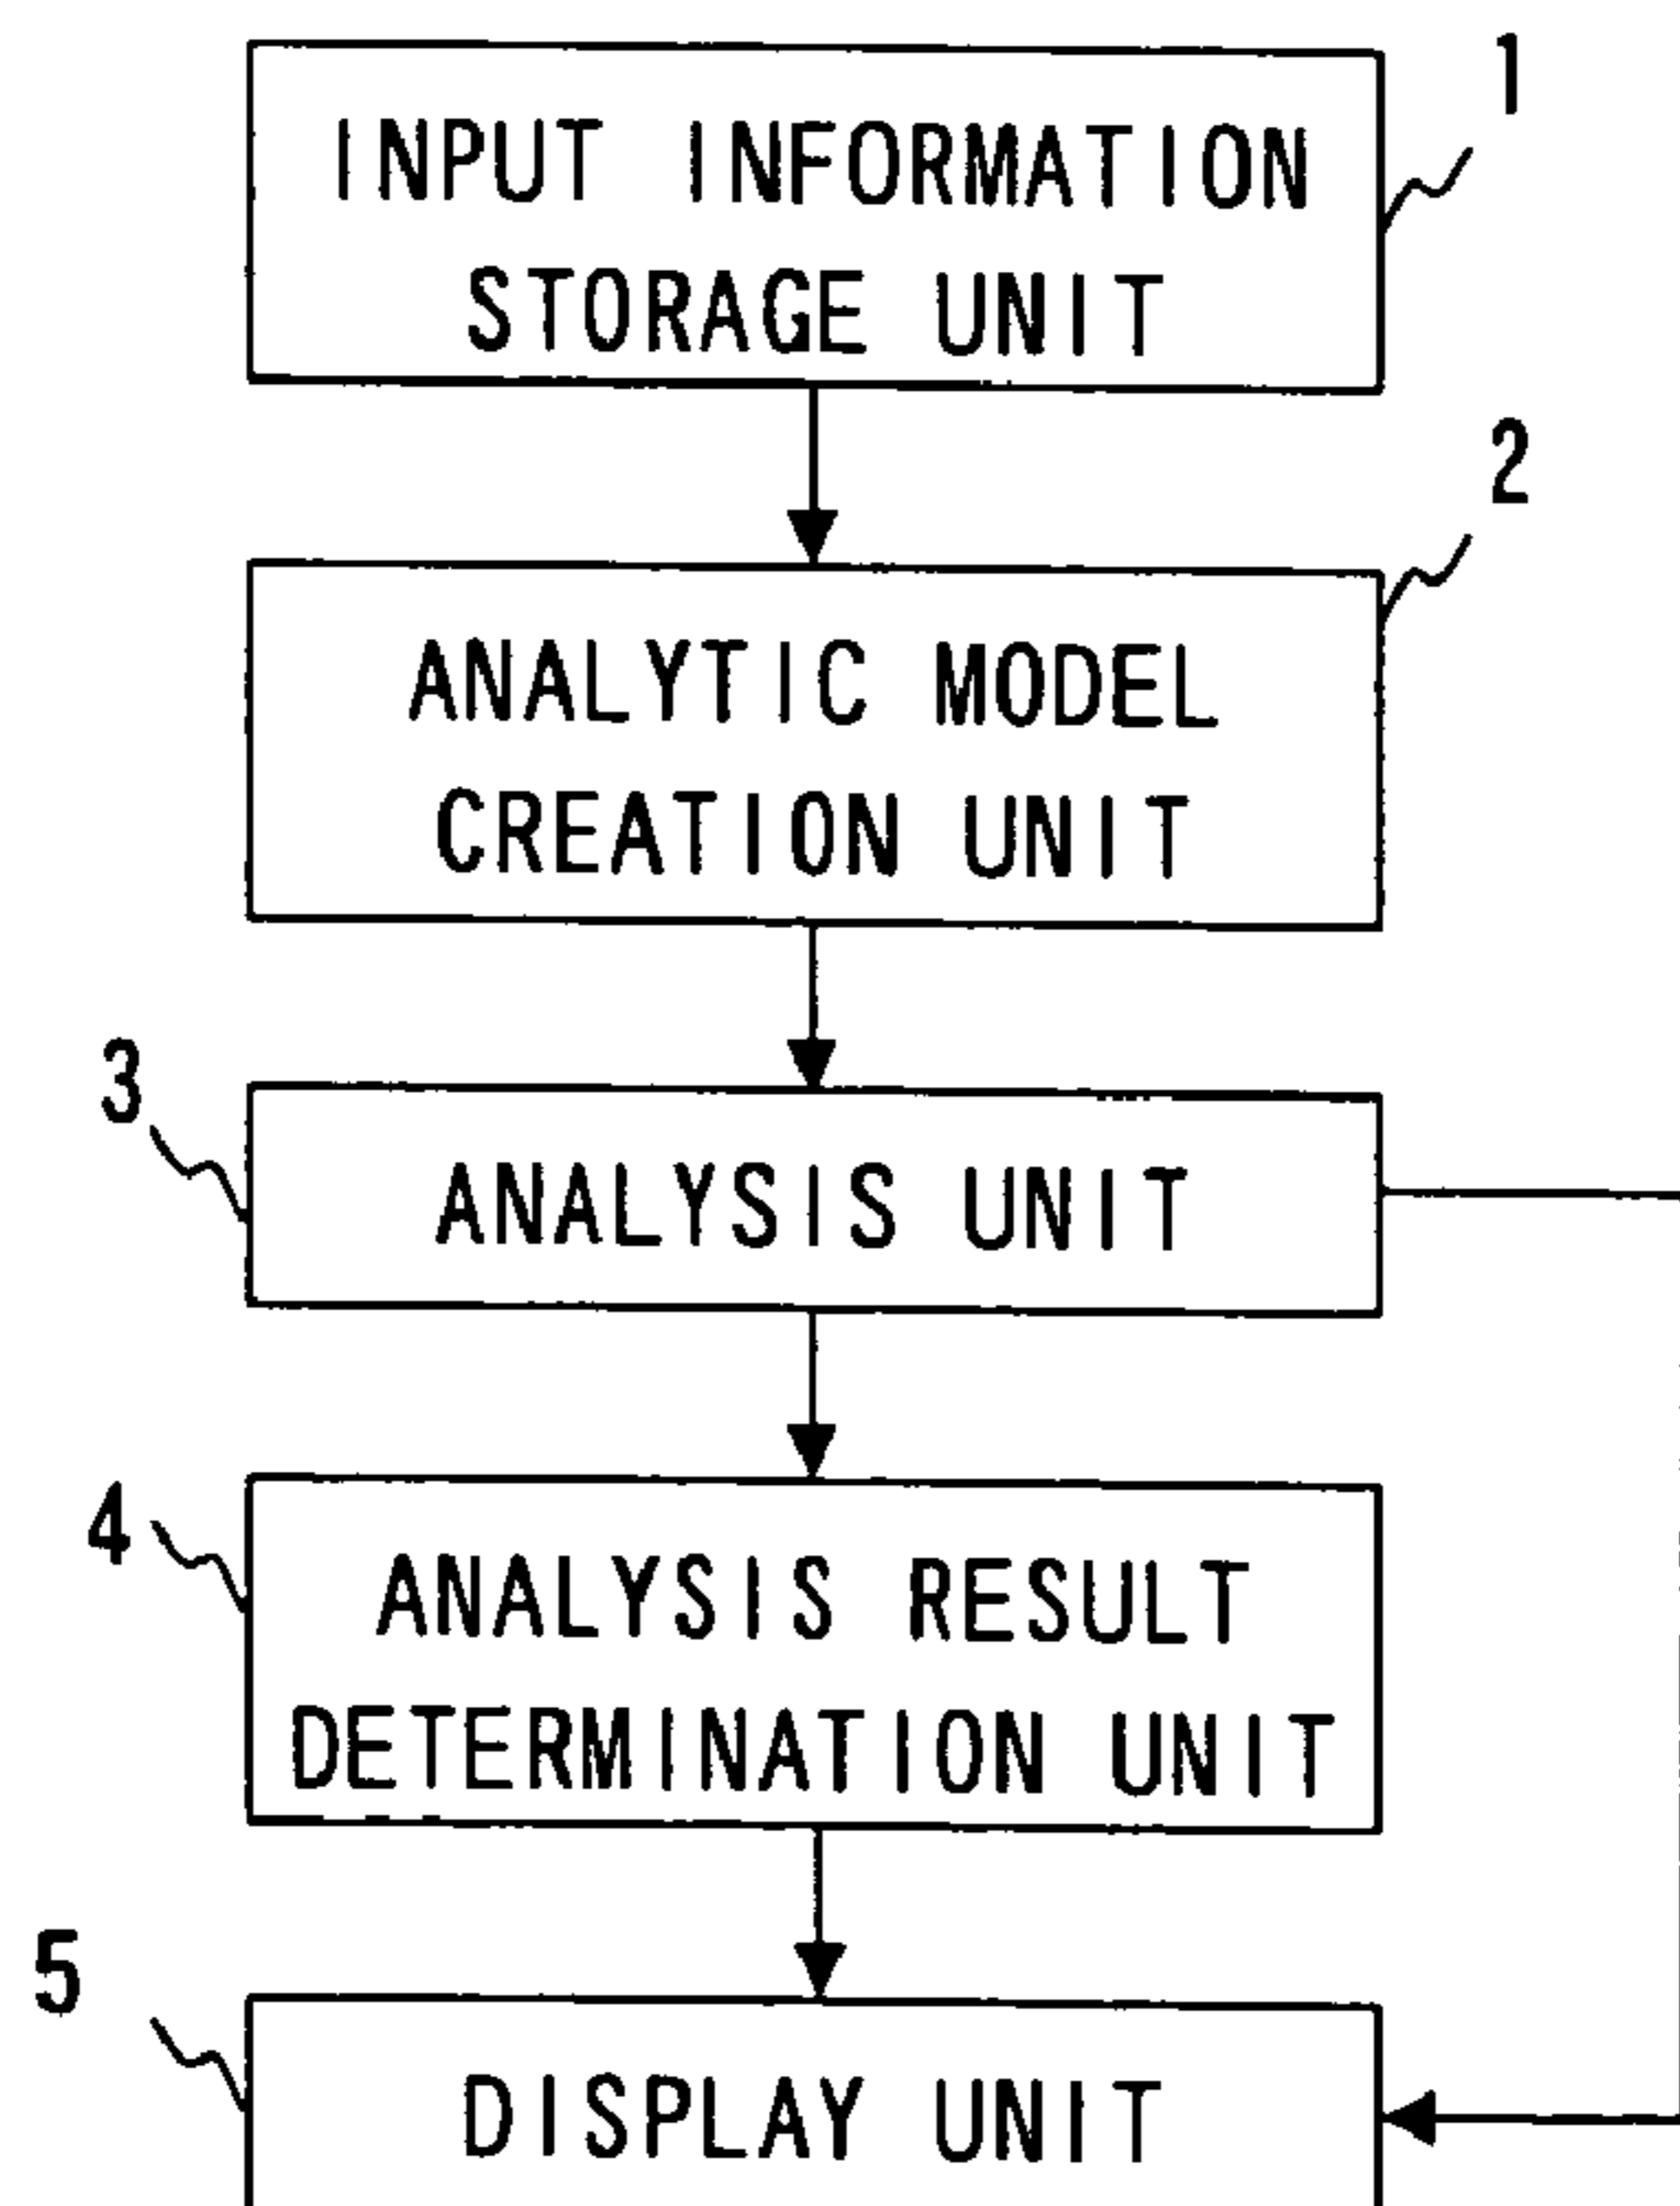 1
INPUT INFORMATION
STORAGE UNIT
2
ANALYTIC MODEL
CREATION UNIT
3
ANALYSIS UNIT
4
ANALYSIS RESULT
DETERMINATION UNIT
5
DISPLAY UNIT